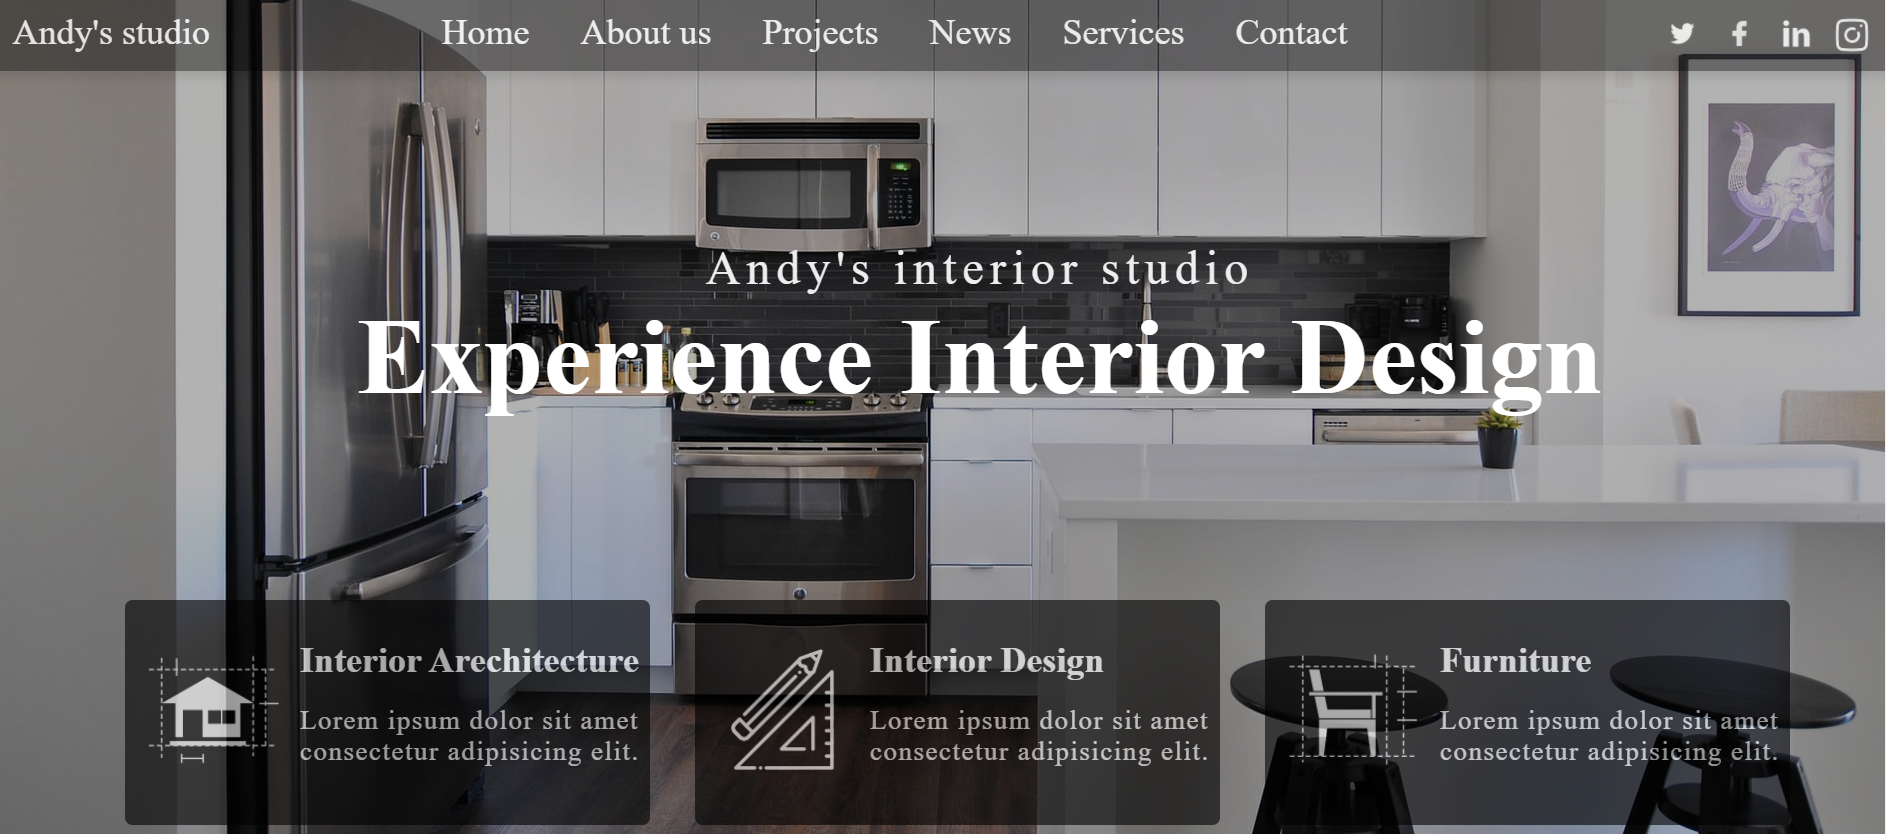 Andy's studio
Home
About us
Projects
News
Services
Contact
Andy's interior studio
Experience Interior Design
Interior Arechitecture
Lorem ipsum dolor sit amet
consectetur adipisicing elit.
Interior Design
Lorem ipsum dolor sit amet
consectetur adipisicing elit.
Furniture
Lorem ipsum dolor sit amet
consectetur adipisicing elit.